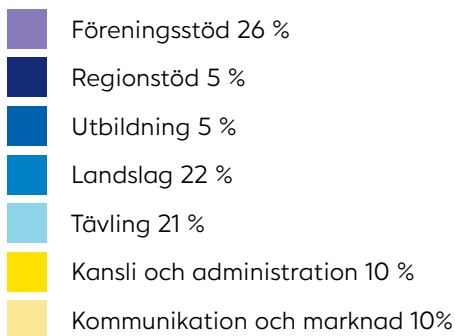 Föreningsstöd 26 %
Regionstöd 5 %
Utbildning 5 %
Landslag 22 %
Tävling 21 %
Kansli och administration 10 %
Kommunikation och marknad 10%